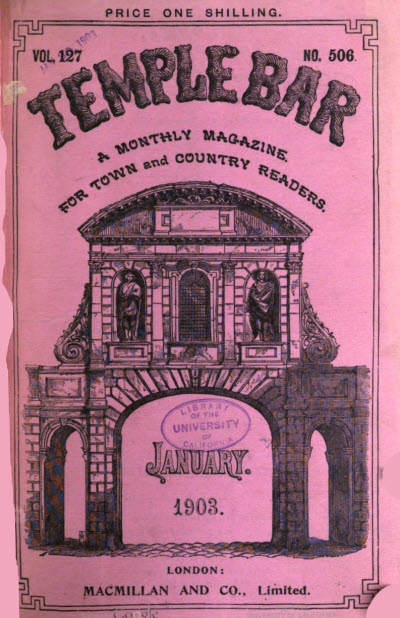 PRICE ONE SHILLING.
VOL. 127
NO. 506.
TEMPLE BAR
A MONTHLY MAGAZINE.
FOR TOWN and COUNTRY READERS.
LIBRARY
OF THE
UNIVERSITY
OF
CALIFORNIA
JANUARY.
1903.
LONDON:
MACMILLAN AND CO., Limited.